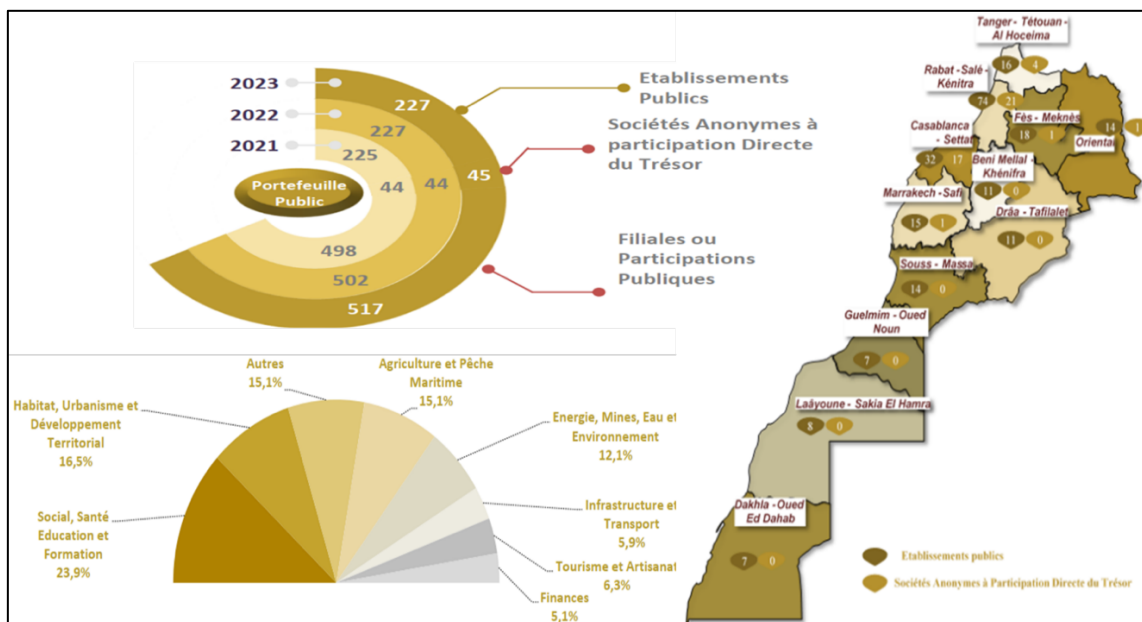 2023
2022
2021
227
227
225
45
44
44
517
502
498
Portefeuille
Public
Etablissements
Publics
Sociétés Anonymes à
participation Directe
du Trésor
Filiales ou
Participations
Publiques
Autres
15,1%
Agriculture et Pêche
Maritime
15,1%
Habitat, Urbanisme et
Développement
Territorial
16,5%
Energie, Mines, Eau et
Environnement
12,1%
Social, Santé
Education et
Formation
23,9%
Infrastructure et
Transport
5,9%
Tourisme et Artisanat
6,3%
Finances
5,1%
Tanger - Tétouan -
Al Hoceima
16 4
Rabat - Salé -
Kénitra
74 21
Fès - Meknès
18 1
Oriental
14 1
Casablanca
- Settat
32 17
Beni Mellal -
Khénifra
11 0
Marrakech - Safi
15 1
Drâa - Tafilalet
11 0
Souss - Massa
14 0
Guelmim - Oued
Noun
7 0
Laâyoune - Sakia El Hamra
8 0
Dakhla - Oued
Ed Dahab
7 0
Etablissements publics
Sociétés Anonymes à Participation Directe du Trésor